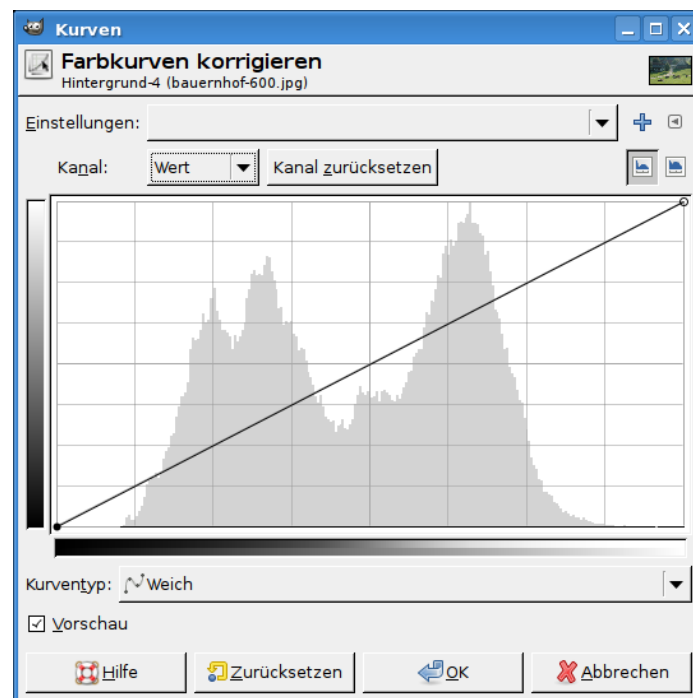 Kurven
Farbkurven korrigieren
Hintergrund-4 (bauernhof-600.jpg)
Einstellungen:
Kanal: Wert Kanal zurücksetzen
Kurventyp: Weich
Vorschau
Hilfe Zurücksetzen OK Abbrechen